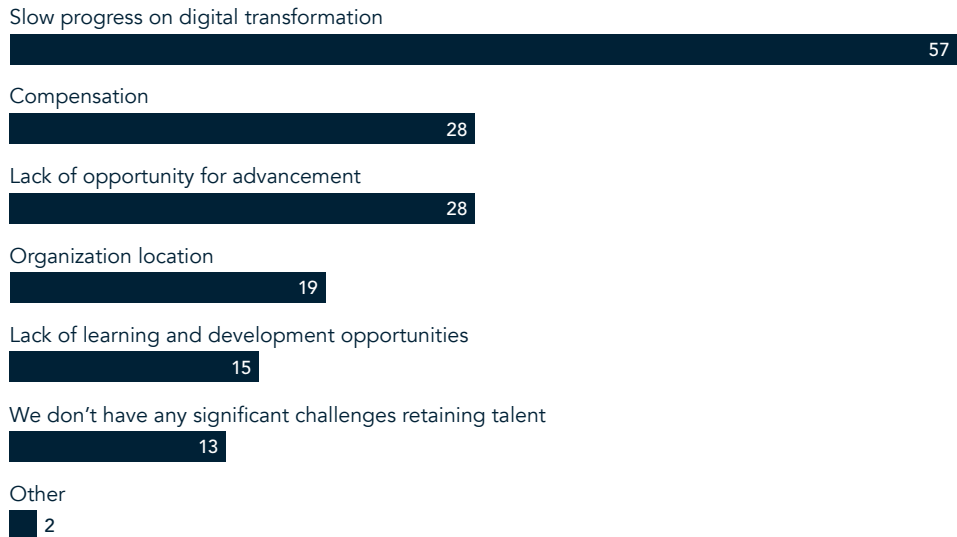 Slow progress on digital transformation
57
Compensation
28
Lack of opportunity for advancement
28
Organization location
19
Lack of learning and development opportunities
15
We don’t have any significant challenges retaining talent
13
Other
2